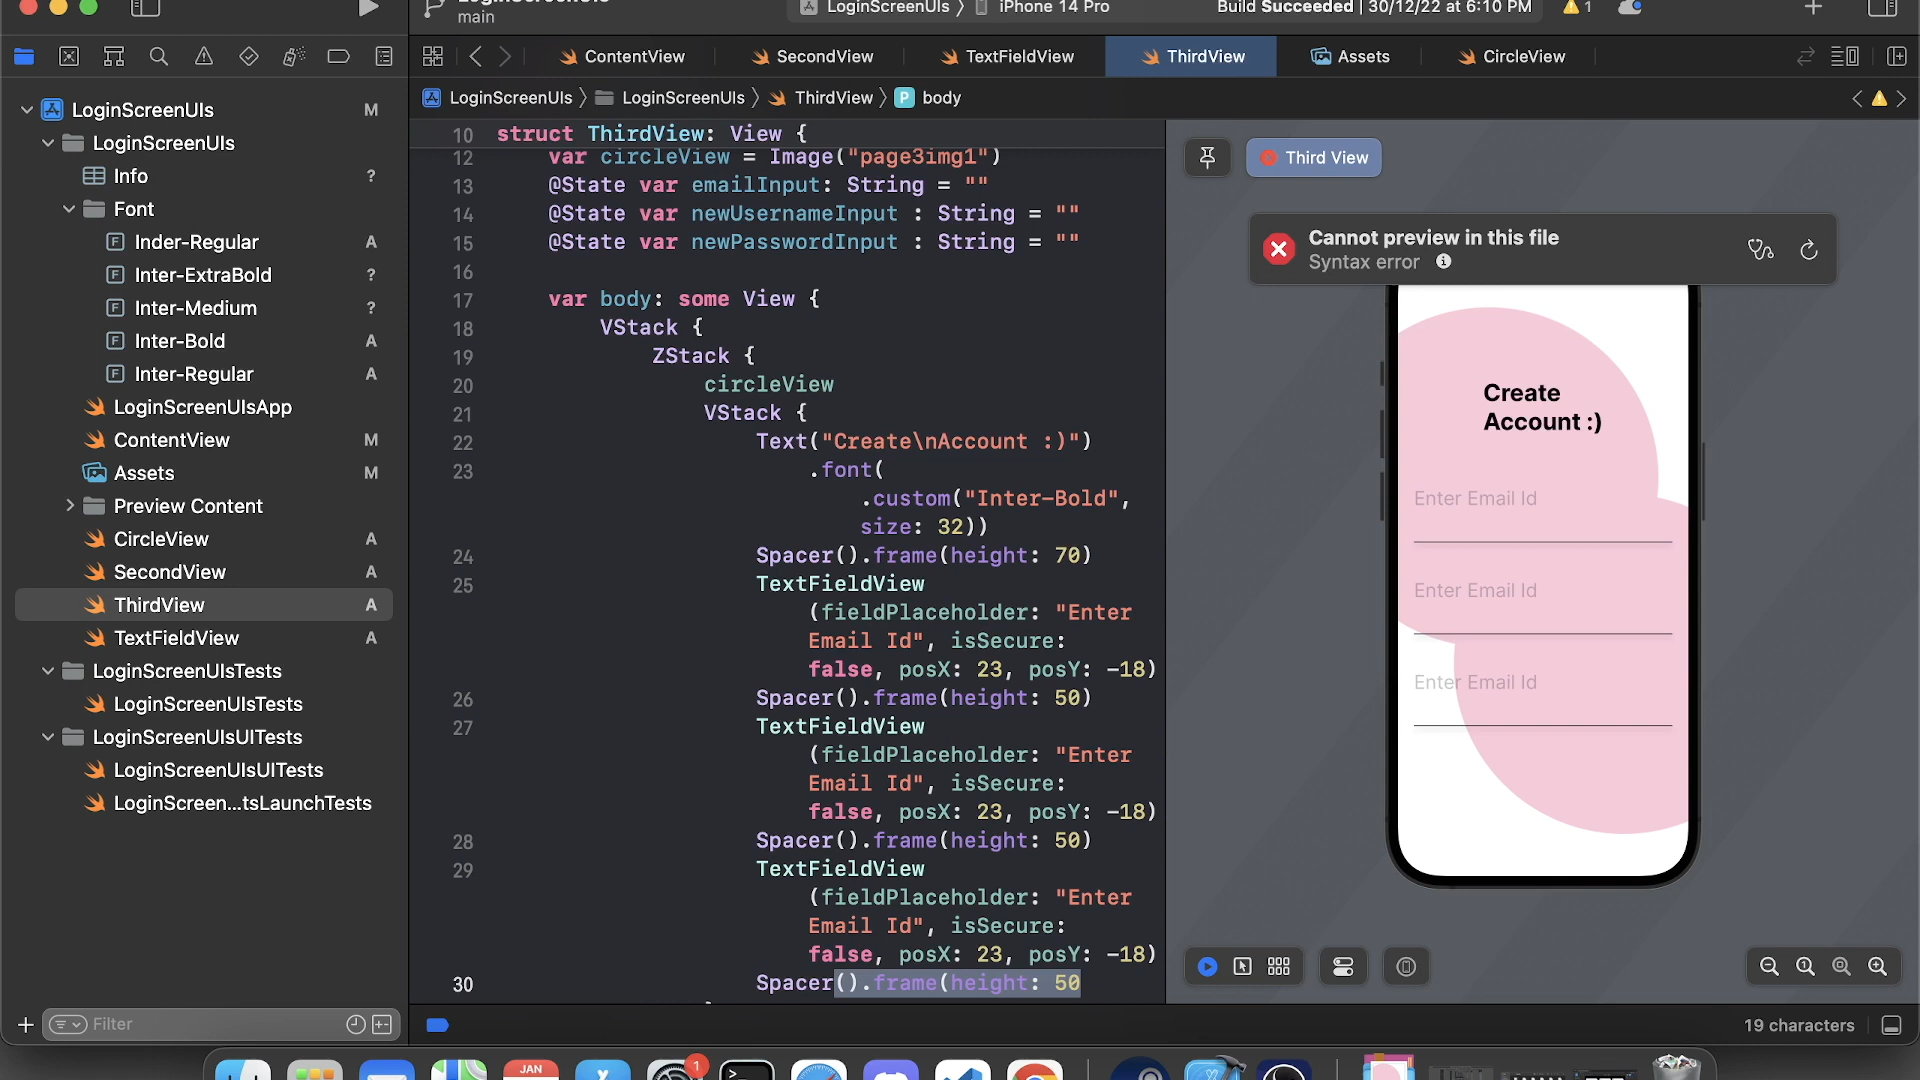 main
LoginScreenUIs 〉 iPhone 14 Pro
Build Succeeded | 30/12/22 at 6:10 PM
1
ContentView
SecondView
TextFieldView
ThirdView
Assets
CircleView
LoginScreenUIs 〉 LoginScreenUIs 〉 ThirdView 〉 P body
LoginScreenUIs M
LoginScreenUIs
Info ?
Font
Inder-Regular A
Inter-ExtraBold ?
Inter-Medium ?
Inter-Bold A
Inter-Regular A
LoginScreenUIsApp
ContentView M
Assets M
Preview Content
CircleView A
SecondView A
ThirdView A
TextFieldView A
LoginScreenUIsTests
LoginScreenUIsTests
LoginScreenUIsUITests
LoginScreenUIsUITests
LoginScreen...tsLaunchTests
Filter
10 struct ThirdView: View {
12 var circleView = Image("page3img1")
13 @State var emailInput: String = ""
14 @State var newUsernameInput : String = ""
15 @State var newPasswordInput : String = ""
16
17 var body: some View {
18 VStack {
19 ZStack {
20 circleView
21 VStack {
22 Text("Create\nAccount :)")
23 .font(
.custom("Inter-Bold",
size: 32))
24 Spacer().frame(height: 70)
25 TextFieldView
(fieldPlaceholder: "Enter
Email Id", isSecure:
false, posX: 23, posY: -18)
26 Spacer().frame(height: 50)
27 TextFieldView
(fieldPlaceholder: "Enter
Email Id", isSecure:
false, posX: 23, posY: -18)
28 Spacer().frame(height: 50)
29 TextFieldView
(fieldPlaceholder: "Enter
Email Id", isSecure:
false, posX: 23, posY: -18)
30 Spacer().frame(height: 50
Third View
Cannot preview in this file
Syntax error
Create
Account :)
Enter Email Id
Enter Email Id
Enter Email Id
19 characters
JAN
1